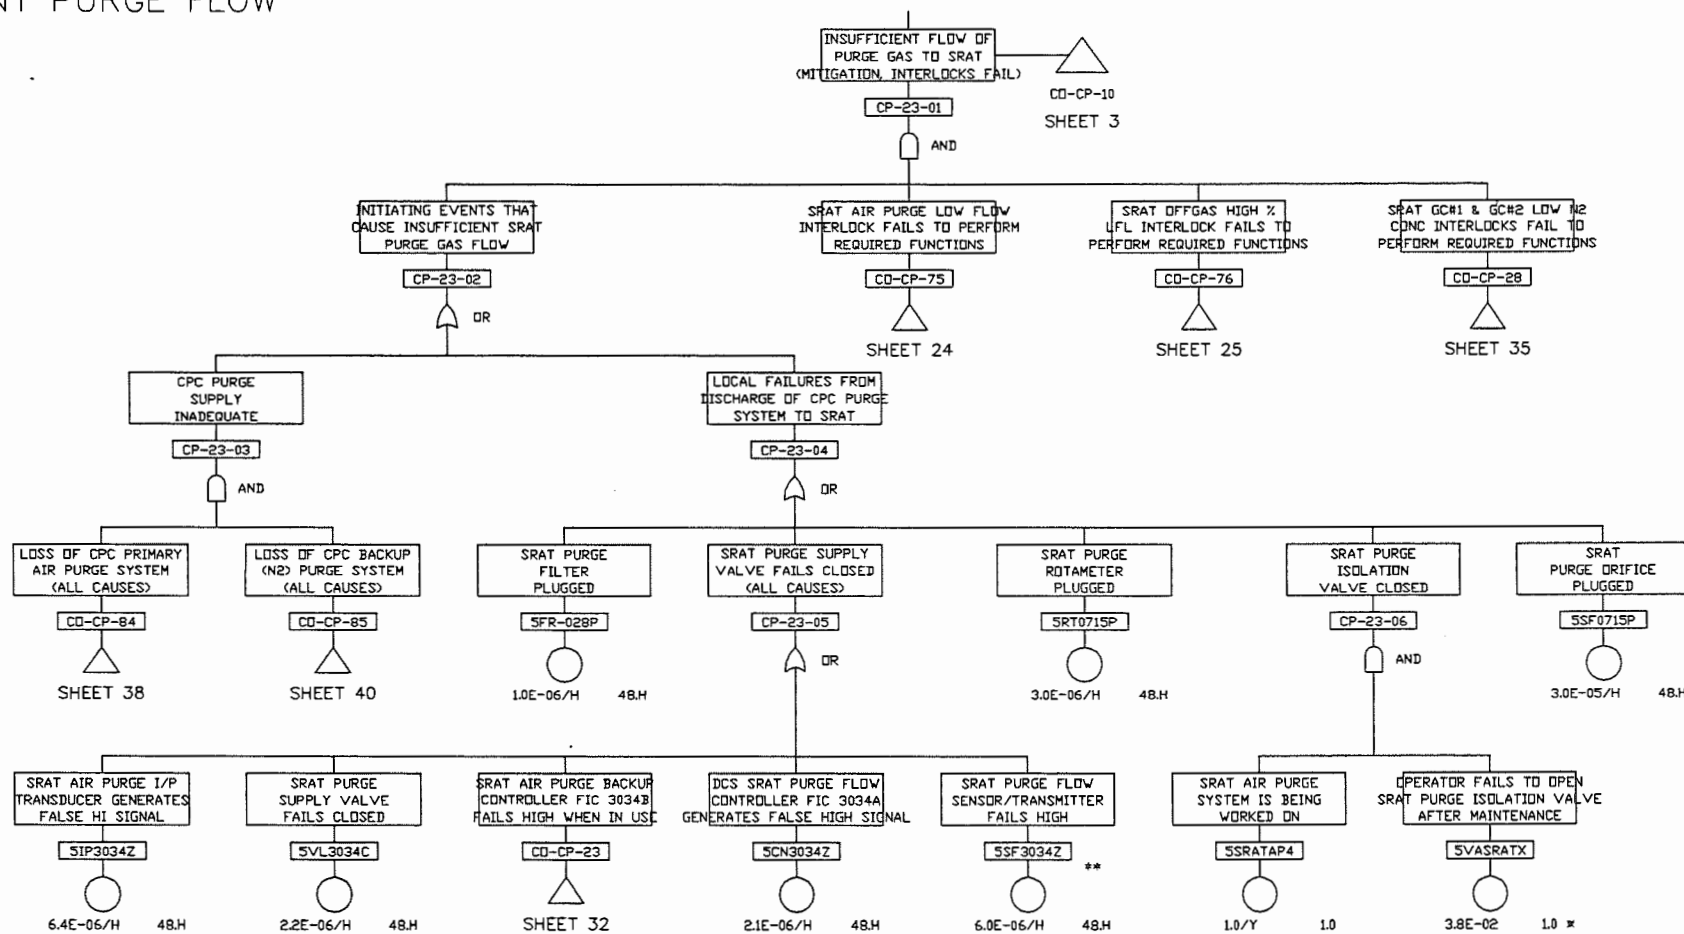 NT PURGE FLOW
INSUFFICIENT FLOW OF
PURGE GAS TO SRAT
(MITIGATION, INTERLOCKS FAIL)
CO-CP-10
SHEET 3
CP-23-01
AND
INITIATING EVENTS THAT
CAUSE INSUFFICIENT SRAT
PURGE GAS FLOW
CP-23-02
OR
SRAT AIR PURGE LOW FLOW
INTERLOCK FAILS TO PERFORM
REQUIRED FUNCTIONS
CO-CP-75
SHEET 24
SRAT OFFGAS HIGH %
LFL INTERLOCK FAILS TO
PERFORM REQUIRED FUNCTIONS
CO-CP-76
SHEET 25
SRAT GC#1 & GC#2 LOW N2
CONC INTERLOCKS FAIL TO
PERFORM REQUIRED FUNCTIONS
CO-CP-28
SHEET 35
CPC PURGE
SUPPLY
INADEQUATE
CP-23-03
AND
LOCAL FAILURES FROM
DISCHARGE OF CPC PURGE
SYSTEM TO SRAT
CP-23-04
OR
LOSS OF CPC PRIMARY
AIR PURGE SYSTEM
(ALL CAUSES)
CO-CP-84
SHEET 38
LOSS OF CPC BACKUP
(N2) PURGE SYSTEM
(ALL CAUSES)
CO-CP-85
SHEET 40
SRAT PURGE
FILTER
PLUGGED
5FR-028P
1.0E-06/H 48.H
SRAT PURGE SUPPLY
VALVE FAILS CLOSED
(ALL CAUSES)
CP-23-05
OR
SRAT PURGE
ROTAMETER
PLUGGED
5RT0715P
3.0E-06/H 48.H
SRAT PURGE
ISOLATION
VALVE CLOSED
CP-23-06
AND
SRAT
PURGE ORIFICE
PLUGGED
5SF0715P
3.0E-05/H 48.H
SRAT AIR PURGE I/P
TRANSDUCER GENERATES
FALSE HI SIGNAL
5IP3034Z
6.4E-06/H 48.H
SRAT PURGE
SUPPLY VALVE
FAILS CLOSED
5VL3034C
2.2E-06/H 48.H
SRAT AIR PURGE BACKUP
CONTROLLER FIC 3034B
FAILS HIGH WHEN IN USE
CO-CP-23
SHEET 32
DCS SRAT PURGE FLOW
CONTROLLER FIC 3034A
GENERATES FALSE HIGH SIGNAL
5CN3034Z
2.1E-06/H 48.H
SRAT PURGE FLOW
SENSOR/TRANSMITTER
FAILS HIGH
5SF3034Z
**
6.0E-06/H 48.H
SRAT AIR PURGE
SYSTEM IS BEING
WORKED ON
5SRATAP4
1.0/Y 1.0
OPERATOR FAILS TO OPEN
SRAT PURGE ISOLATION VALVE
AFTER MAINTENANCE
5VASRATX
3.8E-02 1.0 *